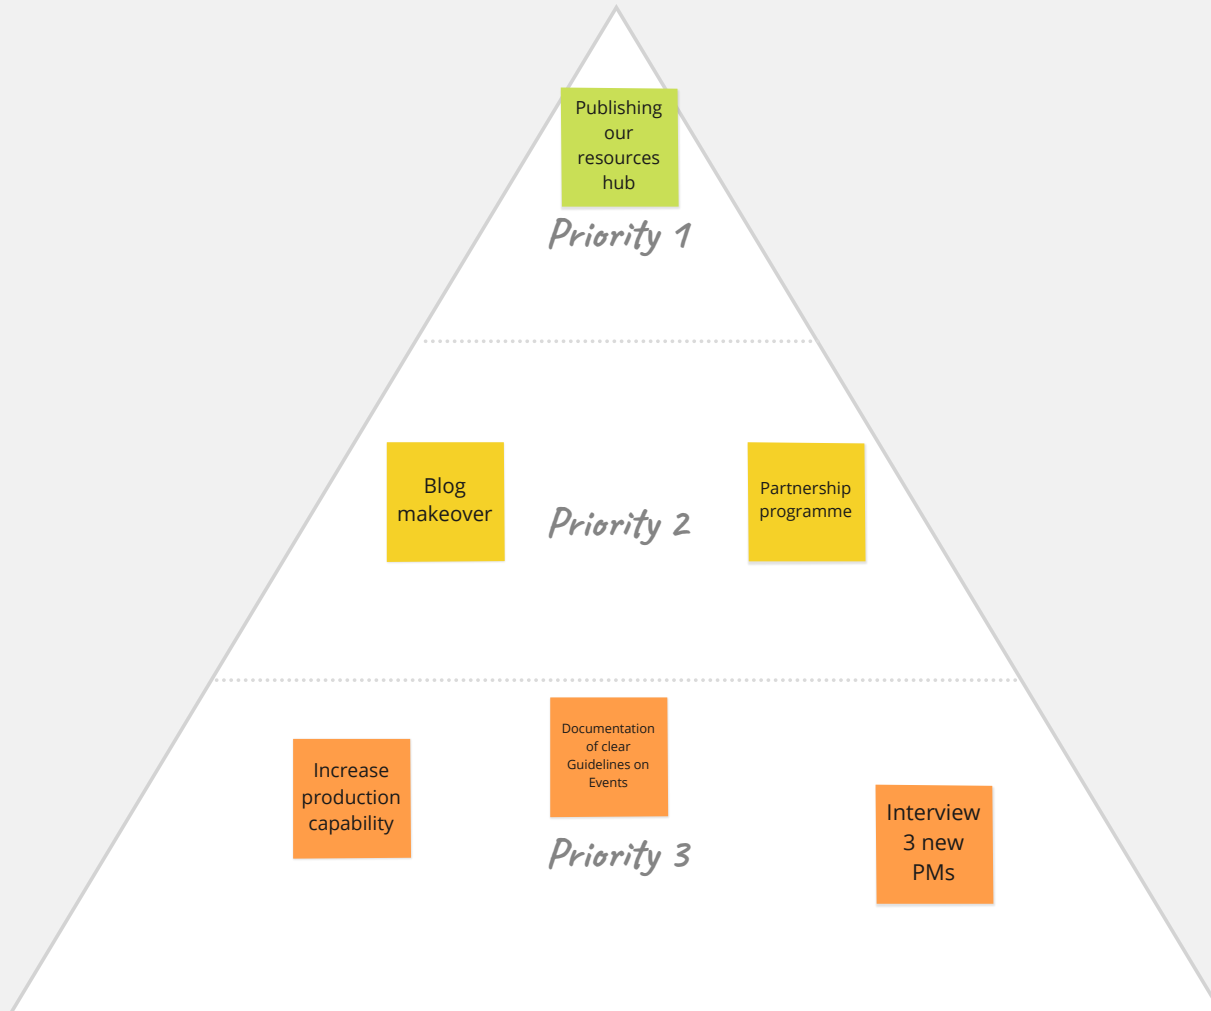 Publishing
our
resources
hub
Priority 1
Blog
makeover
Priority 2
Partnership
programme
Increase
production
capability
Documentation
of clear
Guidelines on
Events
Priority 3
Interview
3 new
PMs